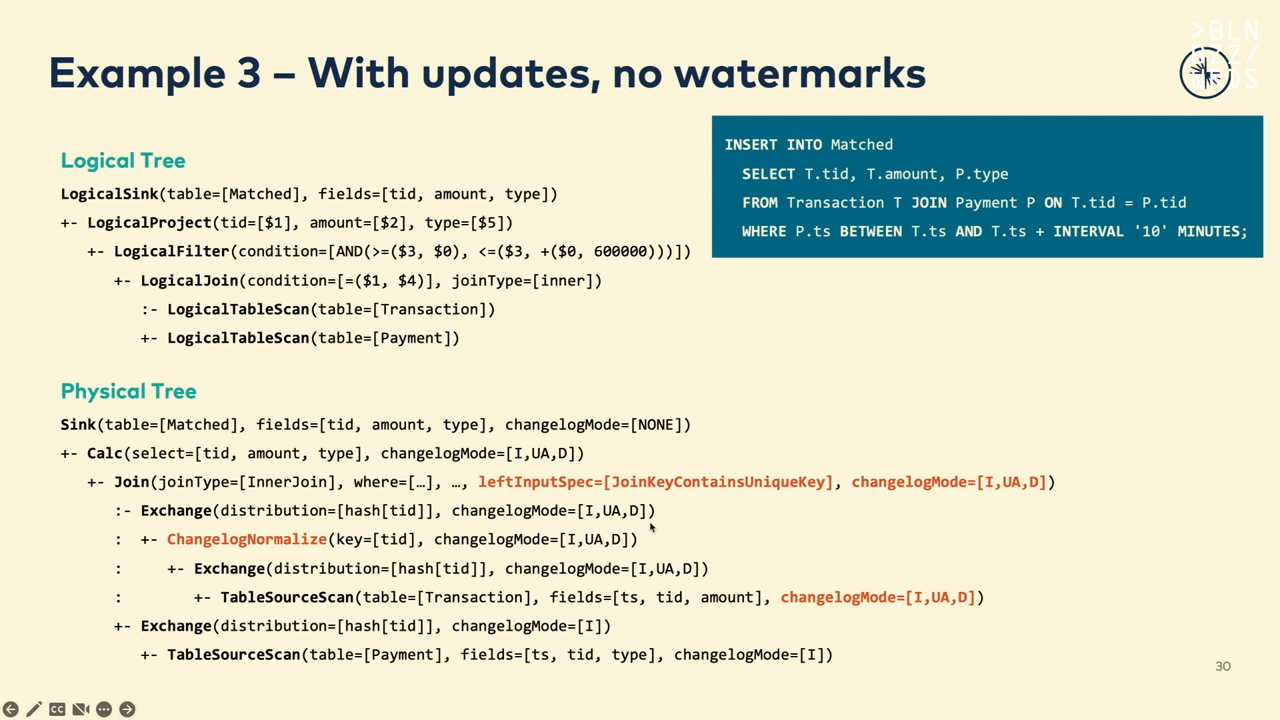 Example 3 – With updates, no watermarks
>BLN
ZZ/
INSERT INTO Matched
SELECT T.tid, T.amount, P.type
FROM Transaction T JOIN Payment P ON T.tid = P.tid
WHERE P.ts BETWEEN T.ts AND T.ts + INTERVAL '10' MINUTES;
Logical Tree
LogicalSink(table=[Matched], fields=[tid, amount, type])
+- LogicalProject(tid=[$1], amount=[$2], type=[$5])
+- LogicalFilter(condition=[AND(>=($3, $0), <=($3, +($0, 600000)))])
+- LogicalJoin(condition=[=($1, $4)], joinType=[inner])
:- LogicalTableScan(table=[Transaction])
+- LogicalTableScan(table=[Payment])
Physical Tree
Sink(table=[Matched], fields=[tid, amount, type], changelogMode=[NONE])
+- Calc(select=[tid, amount, type], changelogMode=[I,UA,D])
+- Join(joinType=[InnerJoin], where=[…], …, leftInputSpec=[JoinKeyContainsUniqueKey], changelogMode=[I,UA,D])
:- Exchange(distribution=[hash[tid]], changelogMode=[I,UA,D])
: +- ChangelogNormalize(key=[tid], changelogMode=[I,UA,D])
: +- Exchange(distribution=[hash[tid]], changelogMode=[I,UA,D])
: +- TableSourceScan(table=[Transaction], fields=[ts, tid, amount], changelogMode=[I,UA,D])
+- Exchange(distribution=[hash[tid]], changelogMode=[I])
+- TableSourceScan(table=[Payment], fields=[ts, tid, type], changelogMode=[I])
30
CC